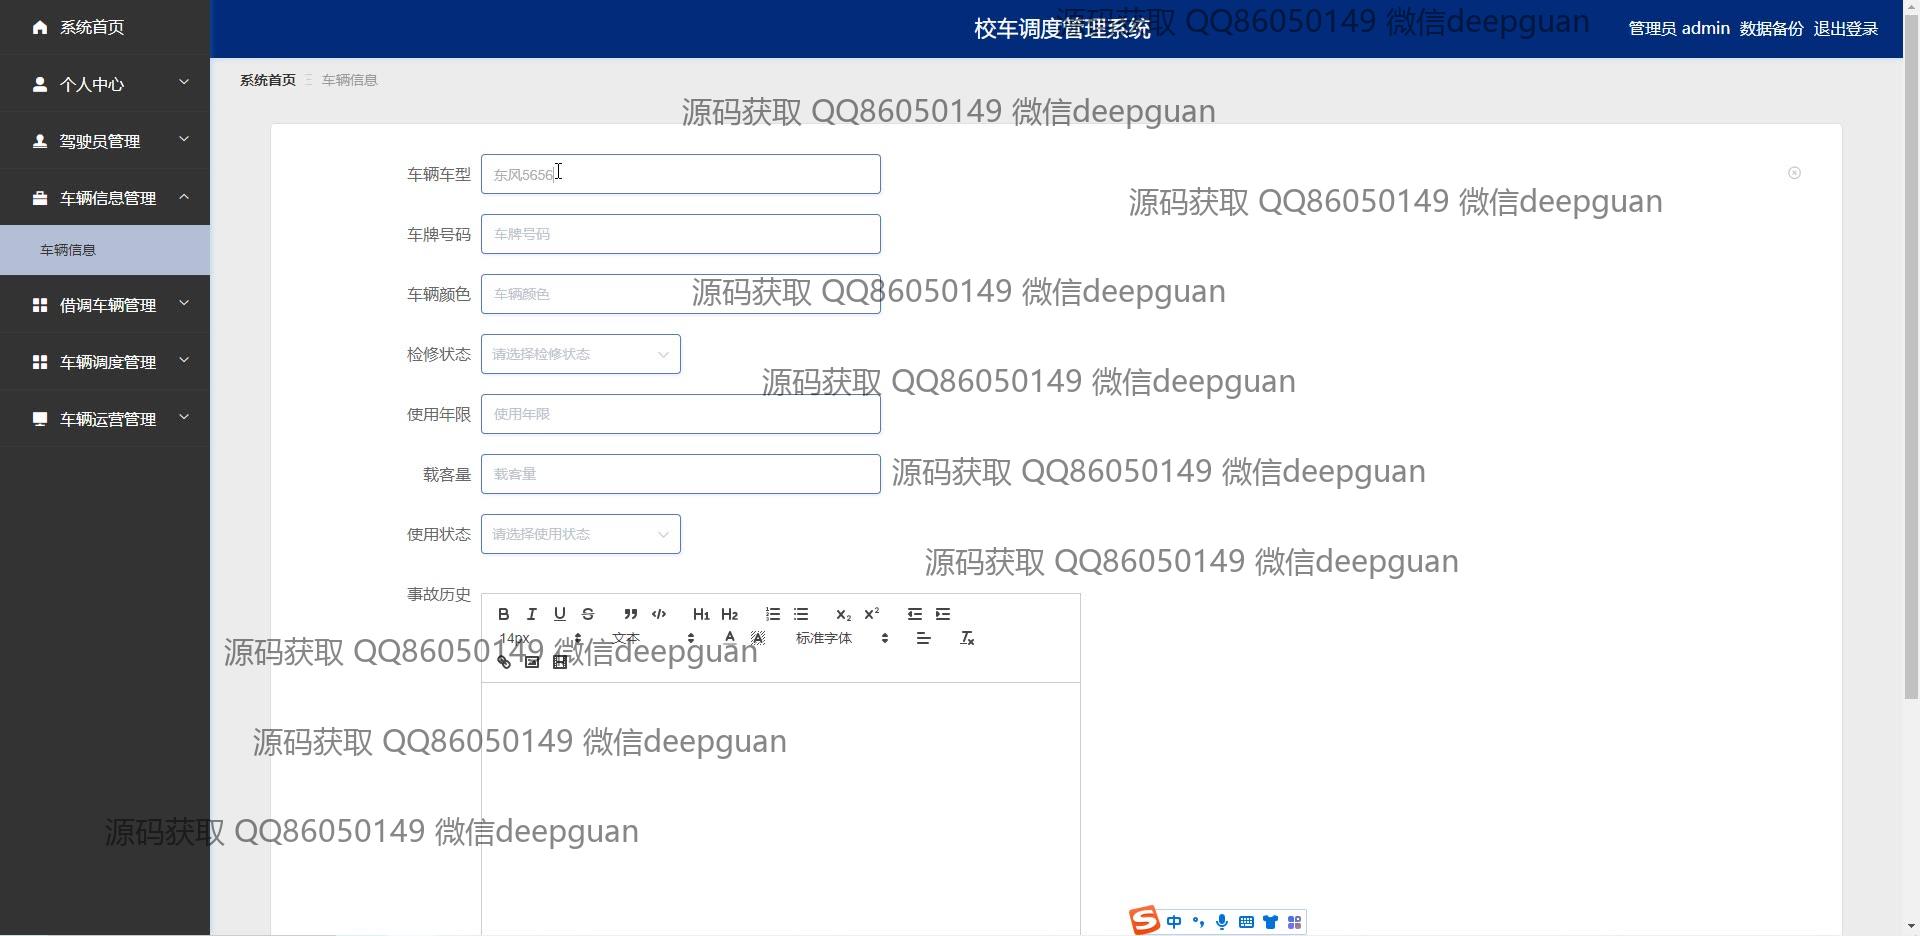 系统首页
个人中心
驾驶员管理
车辆信息管理
车辆信息
借调车辆管理
车辆调度管理
车辆运营管理
校车调度管理系统
源码获取 QQ86050149 微信deepguan
管理员 admin 数据备份 退出登录
系统首页 车辆信息
源码获取 QQ86050149 微信deepguan
车辆车型 东风5656
源码获取 QQ86050149 微信deepguan
车牌号码 车牌号码
车辆颜色 车辆颜色
源码获取 QQ86050149 微信deepguan
检修状态 请选择检修状态
源码获取 QQ86050149 微信deepguan
使用年限 使用年限
载客量 载客量
源码获取 QQ86050149 微信deepguan
使用状态 请选择使用状态
源码获取 QQ86050149 微信deepguan
事故历史
B I U S H1 H2 X2 X2
14px 文本 A A 标准字体
源码获取 QQ86050149 微信deepguan
源码获取 QQ86050149 微信deepguan
源码获取 QQ86050149 微信deepguan
S 中